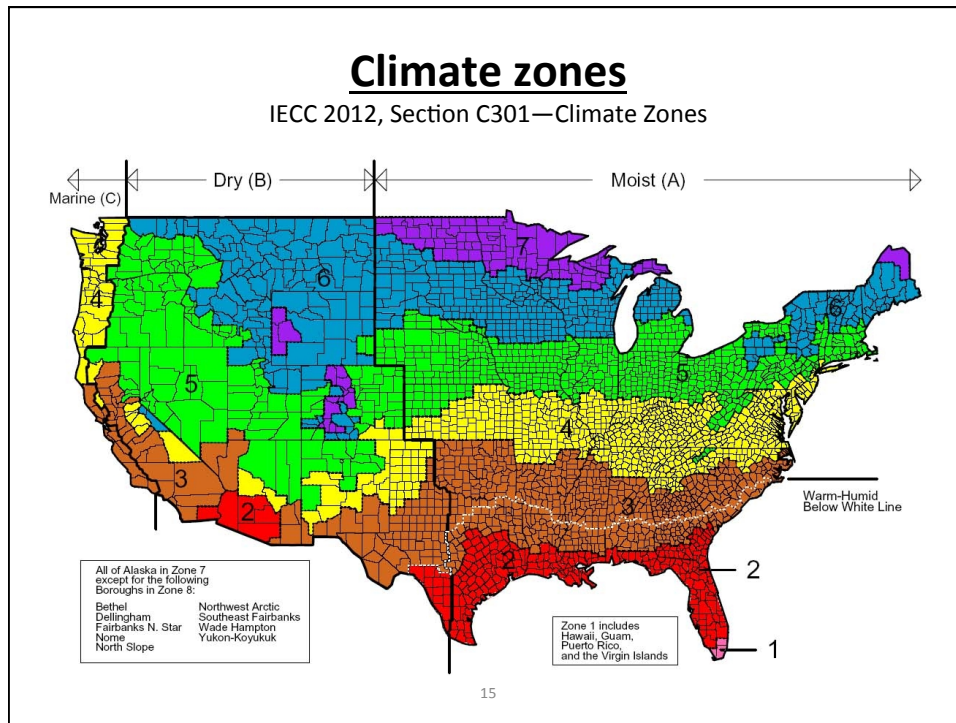 Climate zones
IECC 2012, Section C301—Climate Zones
Marine (C)
Dry (B)
Moist (A)
7
6
6
4
5
5
4
3
3
2
2
Warm-Humid
Below White Line
2
1
All of Alaska in Zone 7
except for the following
Boroughs in Zone 8:
Bethel
Dellingham
Fairbanks N. Star
Nome
North Slope
Northwest Arctic
Southeast Fairbanks
Wade Hampton
Yukon-Koyukuk
Zone 1 includes
Hawaii, Guam,
Puerto Rico,
and the Virgin Islands
15